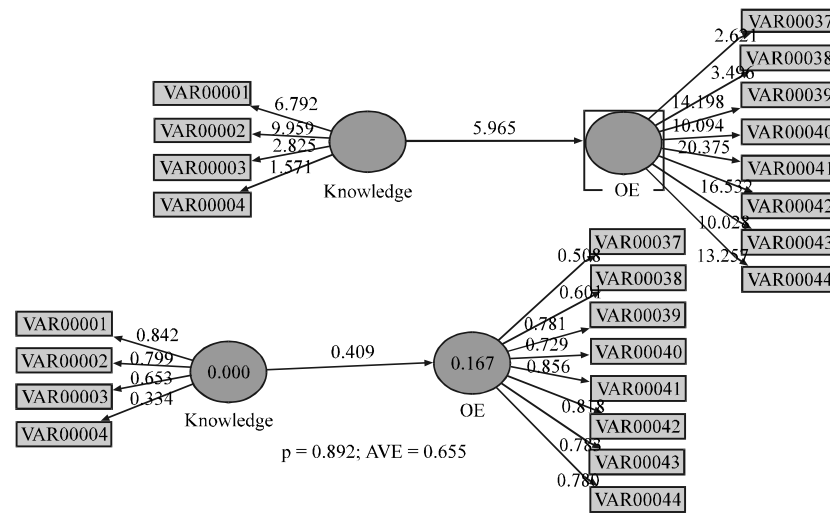 VAR00037
2.621
VAR00038
3.496
VAR00001
VAR00039
6.792
14.198
VAR00002
9.959
5.965
10.094
VAR00040
2.825
20.375
VAR00003
1.571
VAR00041
16.532
VAR00004
Knowledge
OE
VAR00042
10.028
VAR00043
13.257
VAR00044
VAR00037
0.508
VAR00038
0.601
VAR00001
0.842
0.781
VAR00039
0.799
0.409
0.729
VAR00002
VAR00040
0.653
0.000
0.167
0.856
VAR00003
0.334
VAR00041
Knowledge
OE
VAR00004
VAR00042
p = 0.892; AVE = 0.655
VAR00043
0.780
VAR00044